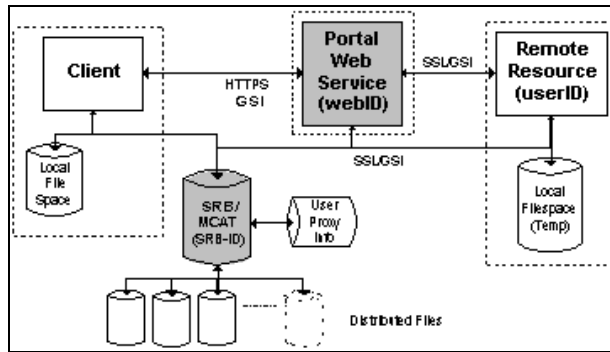 Client
Portal
Web
Service
(webID)
Remote
Resource
(userID)
HTTPS
GSI
SSL/GSI
SSL/GSI
Local
File
Space
SRB/
MCAT
(SRB-ID)
User
Proxy
Info
Local
Filespace
(Temp)
Distributed Files